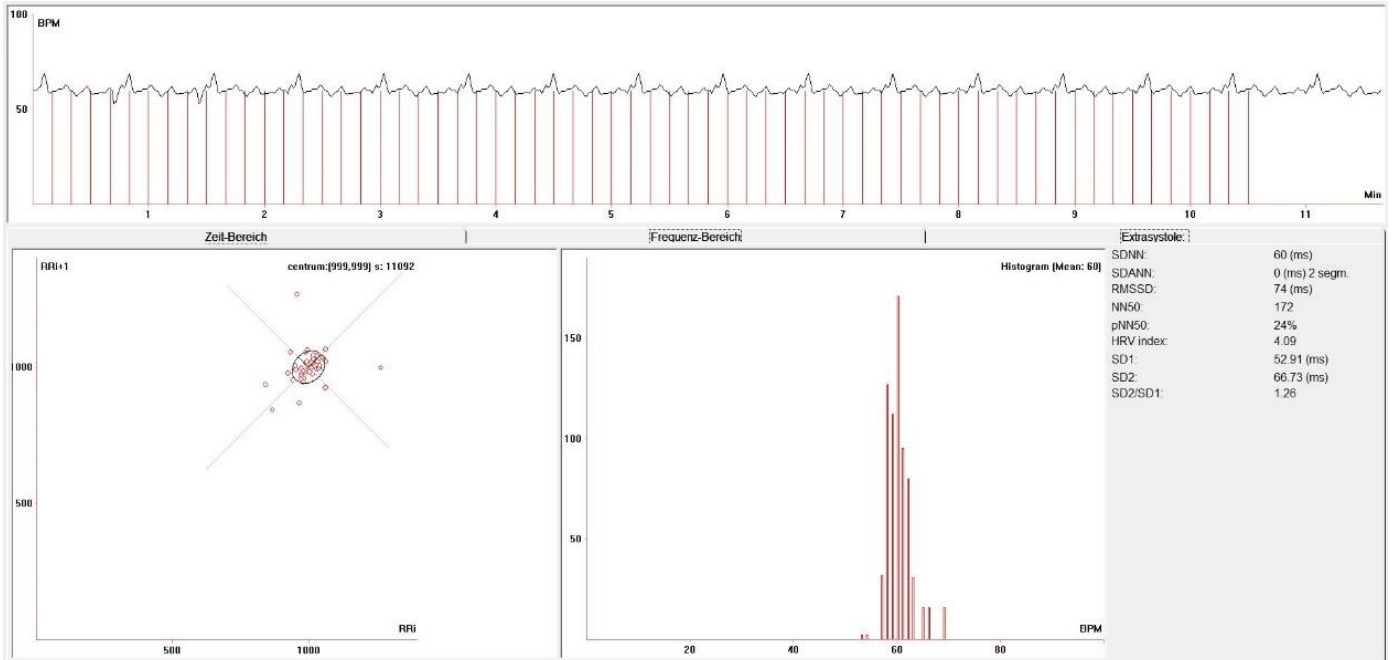 100
BPM
50
Min
1 2 3 4 5 6 7 8 9 10 11
Zeit-Bereich | Frequenz-Bereich | Extrasystole:
RRi+1 centrum:(999,999) s: 11092
1000
500
500 1000
RRi
Histogram (Mean: 60)
150
100
50
BPM
20 40 60 80
SDNN: 60 (ms)
SDANN: 0 (ms) 2 segm.
RMSSD: 74 (ms)
NN50: 172
pNN50: 24%
HRV index: 4.09
SD1: 52.91 (ms)
SD2: 66.73 (ms)
SD2/SD1: 1.26